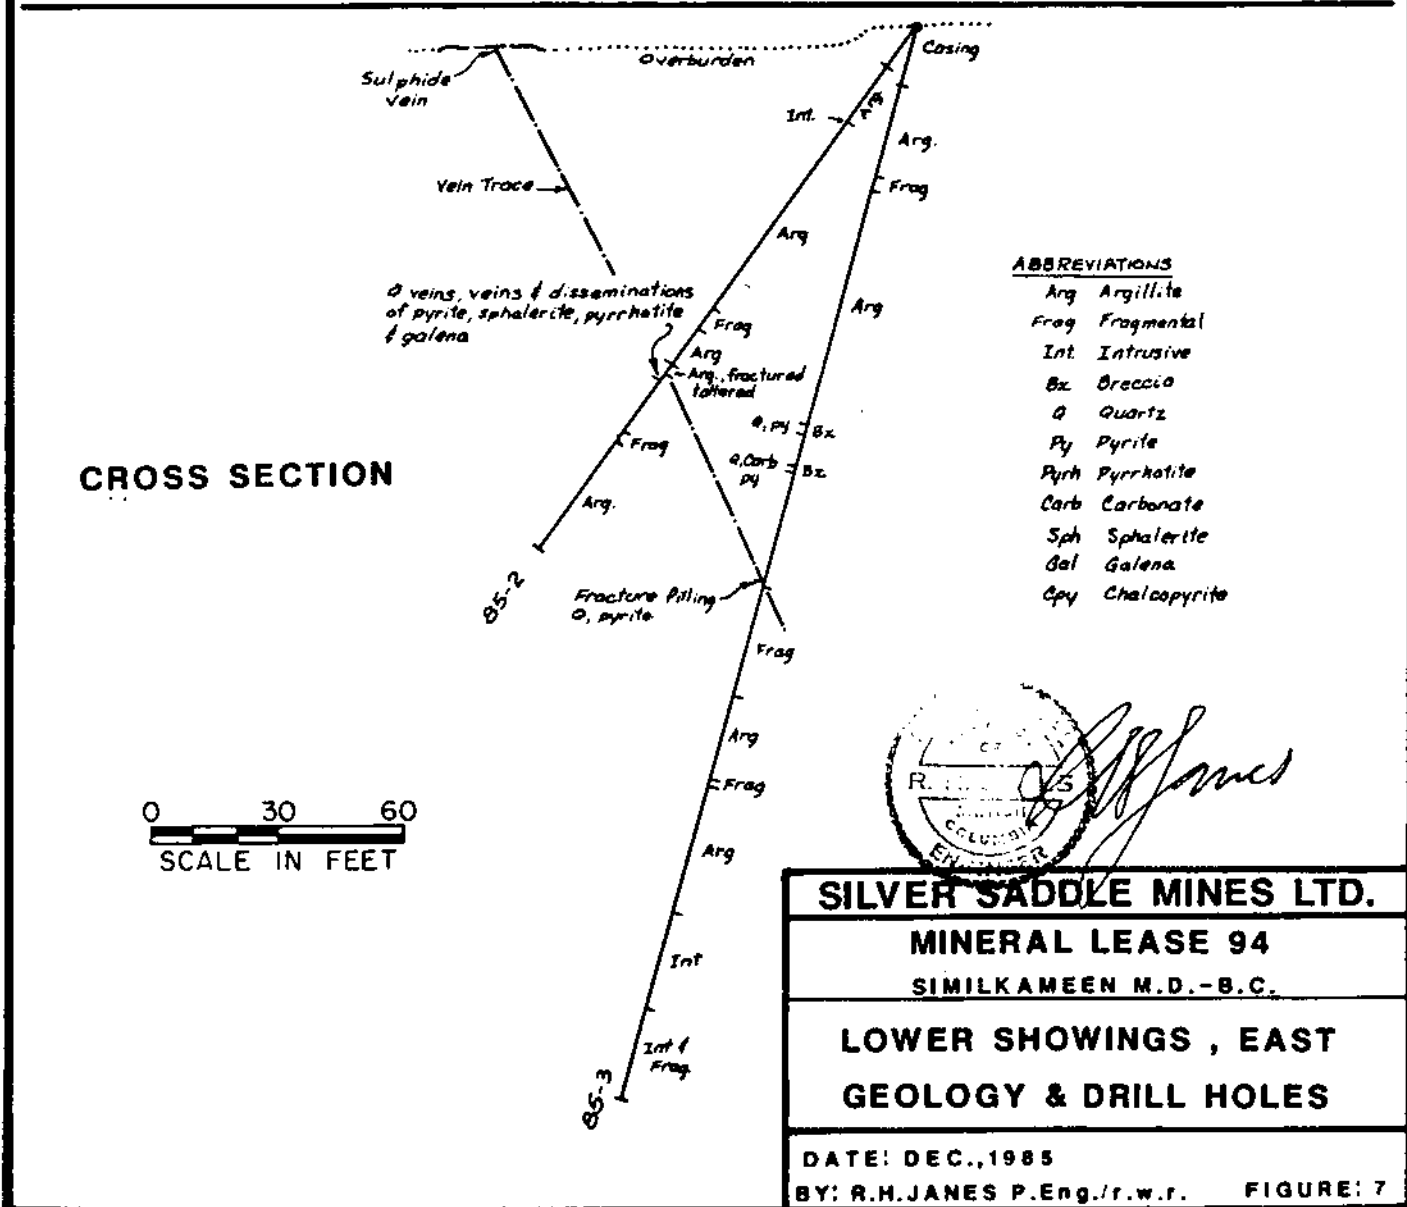 Casing
Overburden
Sulphide
vein
Int.
Arg
Arg.
Vein Trace
Frag
Arg
Q veins, veins & disseminations
of pyrite, sphalerite, pyrrhotite
& galena
Arg
Frag
Arg
Arg., fractured
Q, py
Bx
Frag
Q, Carb
py
Bx
Arg.
85-2
Fracture filling
Q, pyrite
Frag
Arg
Frag
Arg
Int
Int &
Frag
85-3
ABBREVIATIONS
Arg Argillite
Frag Fragmental
Int Intrusive
Bx Breccia
Q Quartz
Py Pyrite
Pyrh Pyrrhotite
Carb Carbonate
Sph Sphalerite
Gal Galena
Cpy Chalcopyrite
CROSS SECTION
0 30 60
SCALE IN FEET
COLUMBIA
SILVER SADDLE MINES LTD.
MINERAL LEASE 94
SIMILKAMEEN M.D.-B.C.
LOWER SHOWINGS , EAST
GEOLOGY & DRILL HOLES
DATE: DEC.,1985
BY: R.H.JANES P.Eng./r.w.r. FIGURE: 7